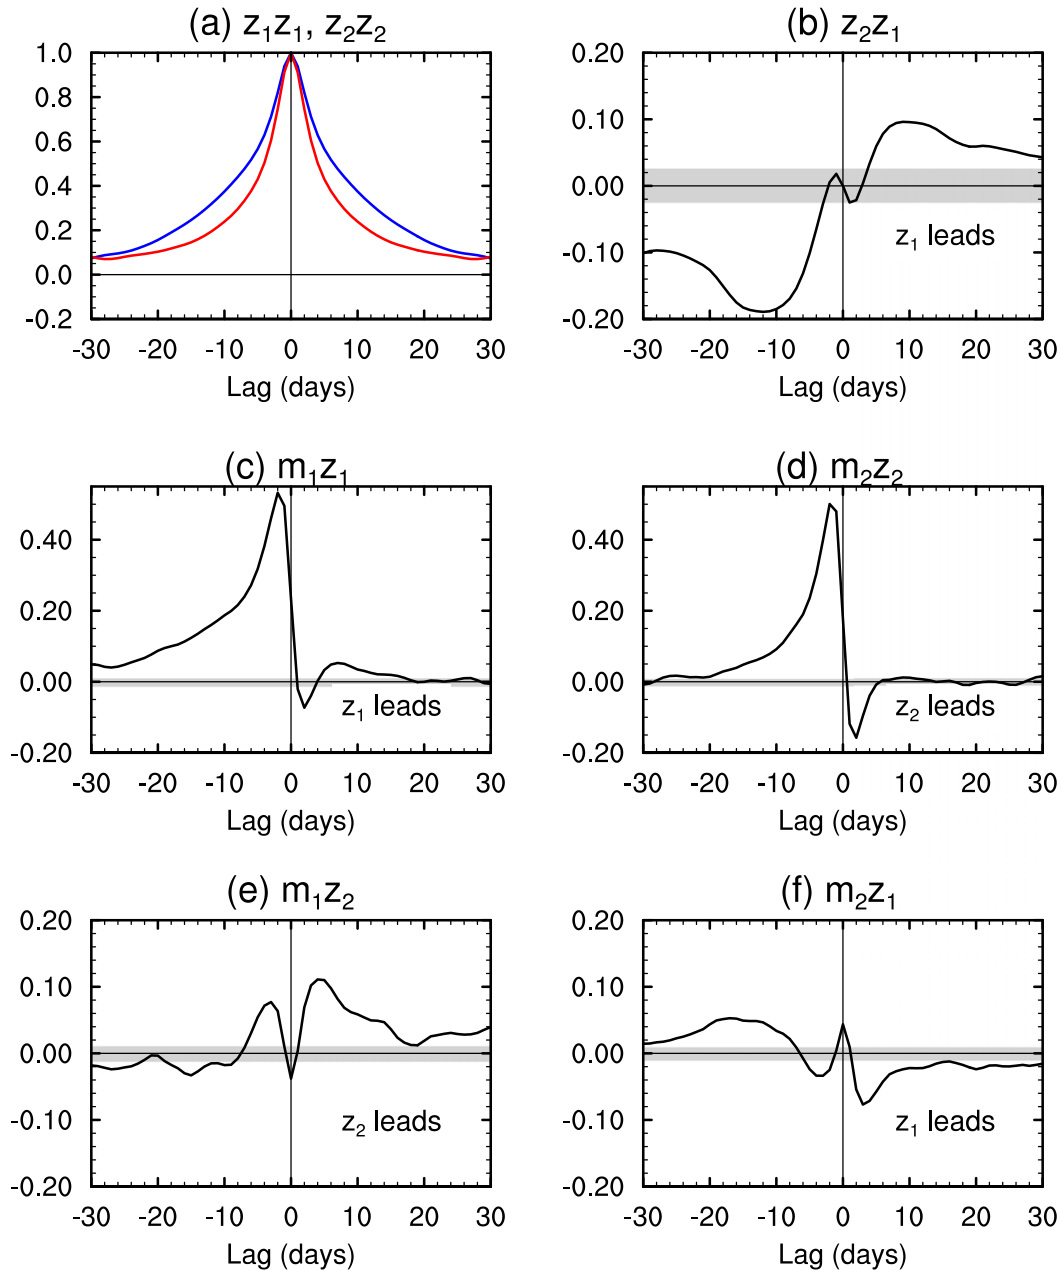 (a) z₁z₁, z₂z₂
1.0
0.8
0.6
0.4
0.2
0.0
-0.2
-30 -20 -10 0 10 20 30
Lag (days)
(b) z₂z₁
0.20
0.10
0.00
-0.10
-0.20
z₁ leads
-30 -20 -10 0 10 20 30
Lag (days)
(c) m₁z₁
0.40
0.20
0.00
-0.20
z₁ leads
-30 -20 -10 0 10 20 30
Lag (days)
(d) m₂z₂
0.40
0.20
0.00
-0.20
z₂ leads
-30 -20 -10 0 10 20 30
Lag (days)
(e) m₁z₂
0.20
0.10
0.00
-0.10
-0.20
z₂ leads
-30 -20 -10 0 10 20 30
Lag (days)
(f) m₂z₁
0.20
0.10
0.00
-0.10
-0.20
z₁ leads
-30 -20 -10 0 10 20 30
Lag (days)